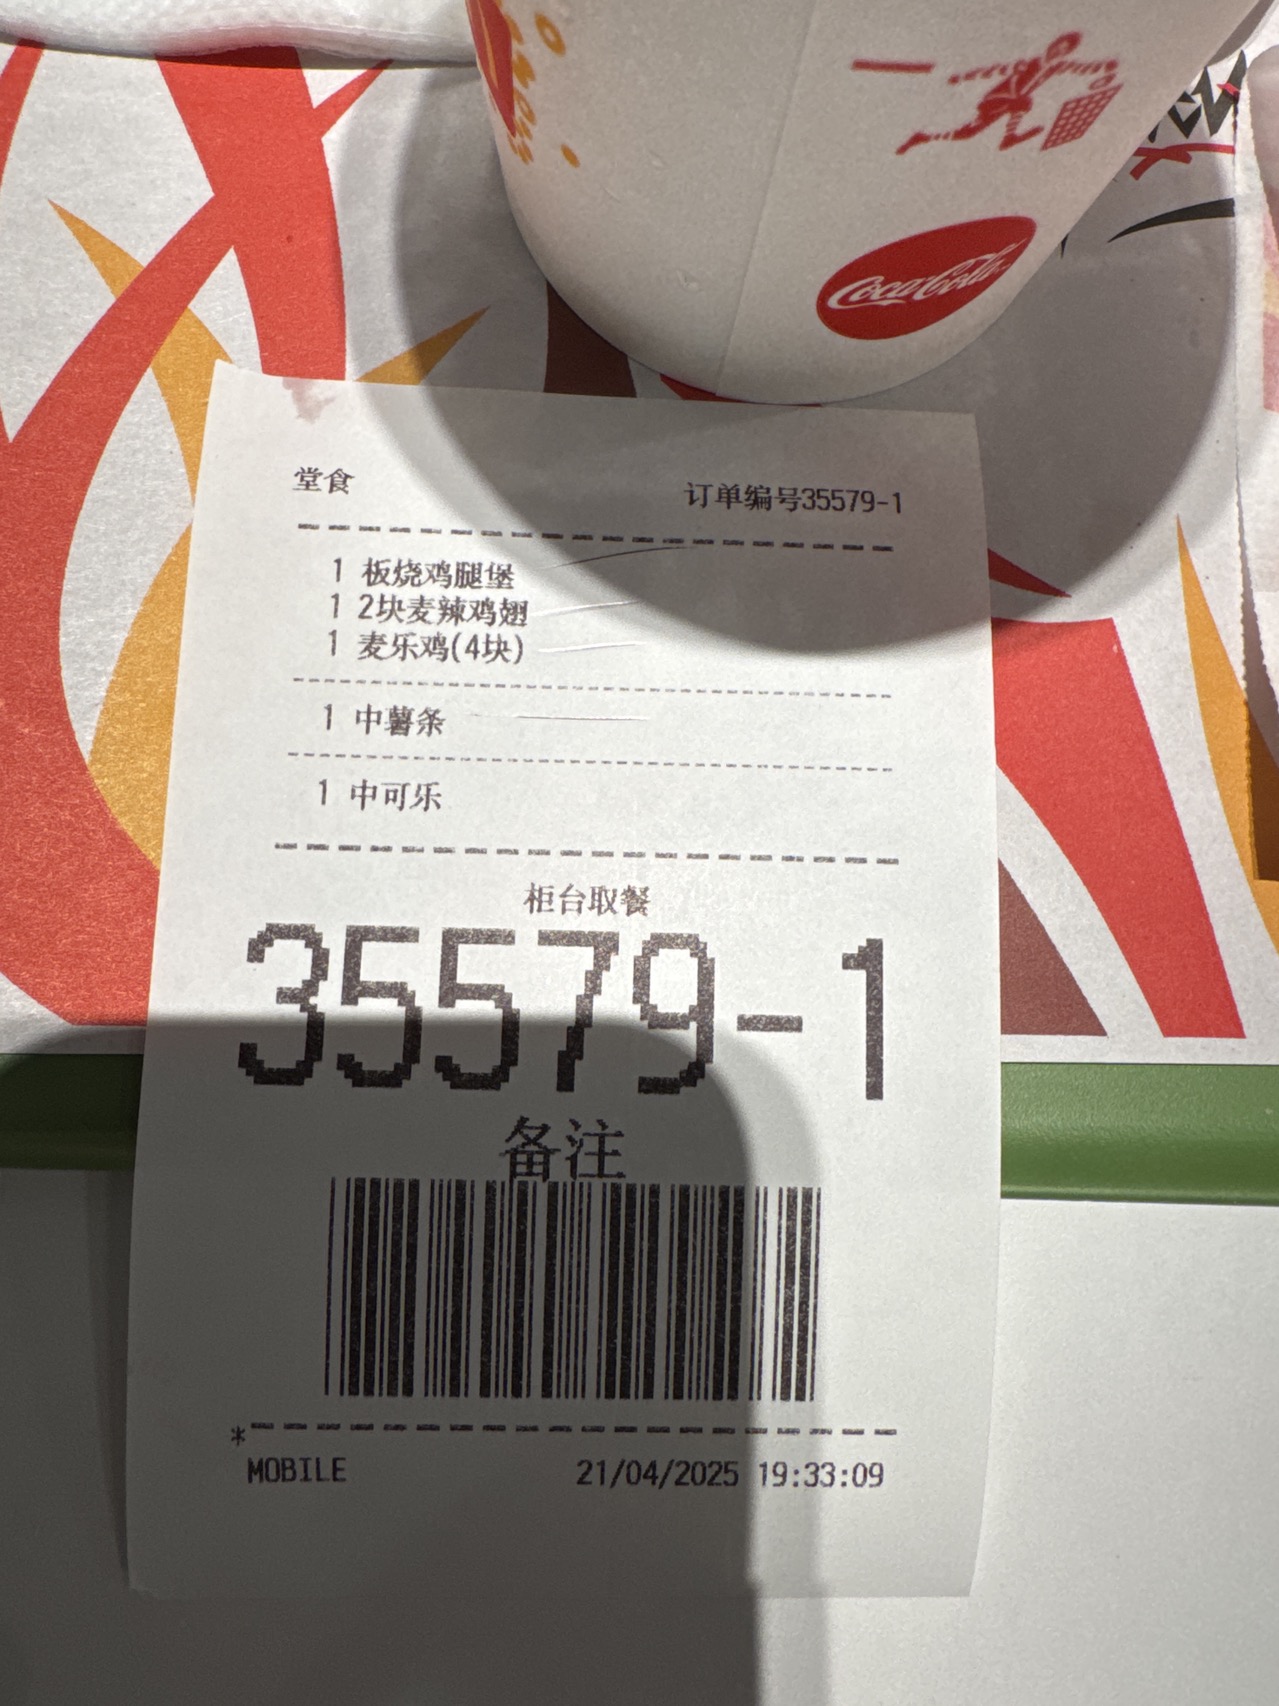 Coca-Cola
堂食
订单编号35579-1
1 板烧鸡腿堡
1 2块麦辣鸡翅
1 麦乐鸡(4块)
1 中薯条
1 中可乐
柜台取餐
35579-1
备注
*
MOBILE 21/04/2025 19:33:09